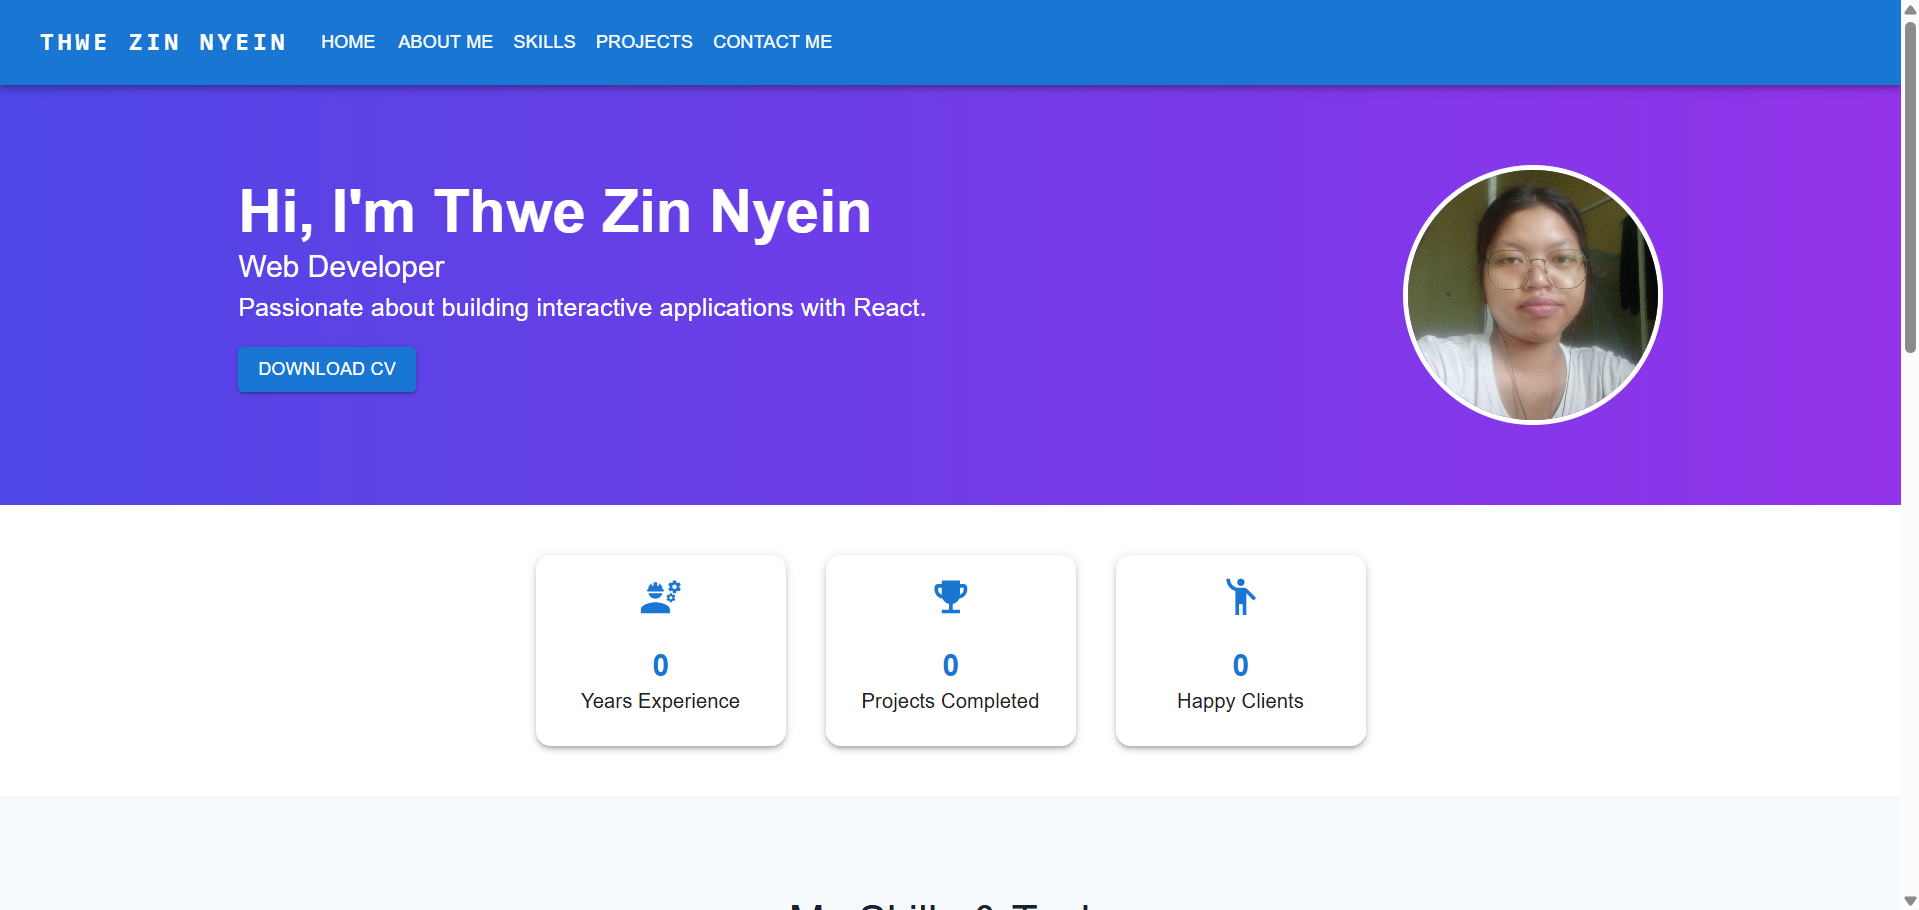 THWE ZIN NYEIN HOME ABOUT ME SKILLS PROJECTS CONTACT ME
Hi, I'm Thwe Zin Nyein
Web Developer
Passionate about building interactive applications with React.
DOWNLOAD CV
0 0 0
Years Experience Projects Completed Happy Clients